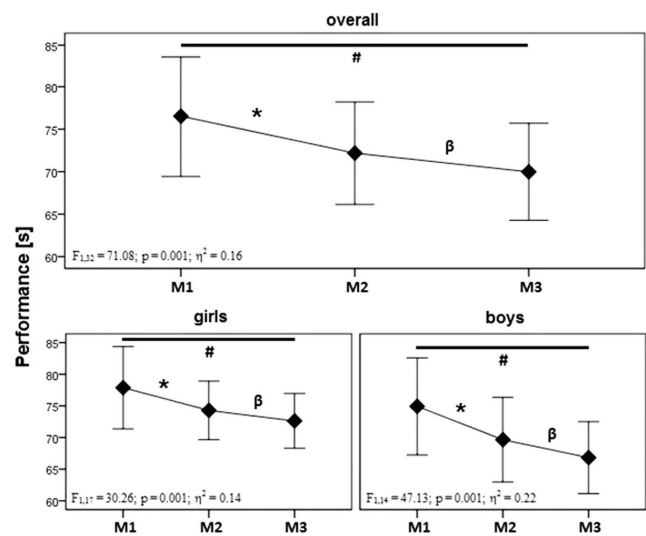 overall
85
#
80
*
75
β
70
65
60
F1,32 = 71.08; p = 0.001; η² = 0.16
M1 M2 M3
Performance [s]
girls
85
#
80
*
β
75
70
65
60
F1,17 = 30.26; p = 0.001; η² = 0.14
M1 M2 M3
boys
#
*
β
F1,14 = 47.13; p = 0.001; η² = 0.22
M1 M2 M3